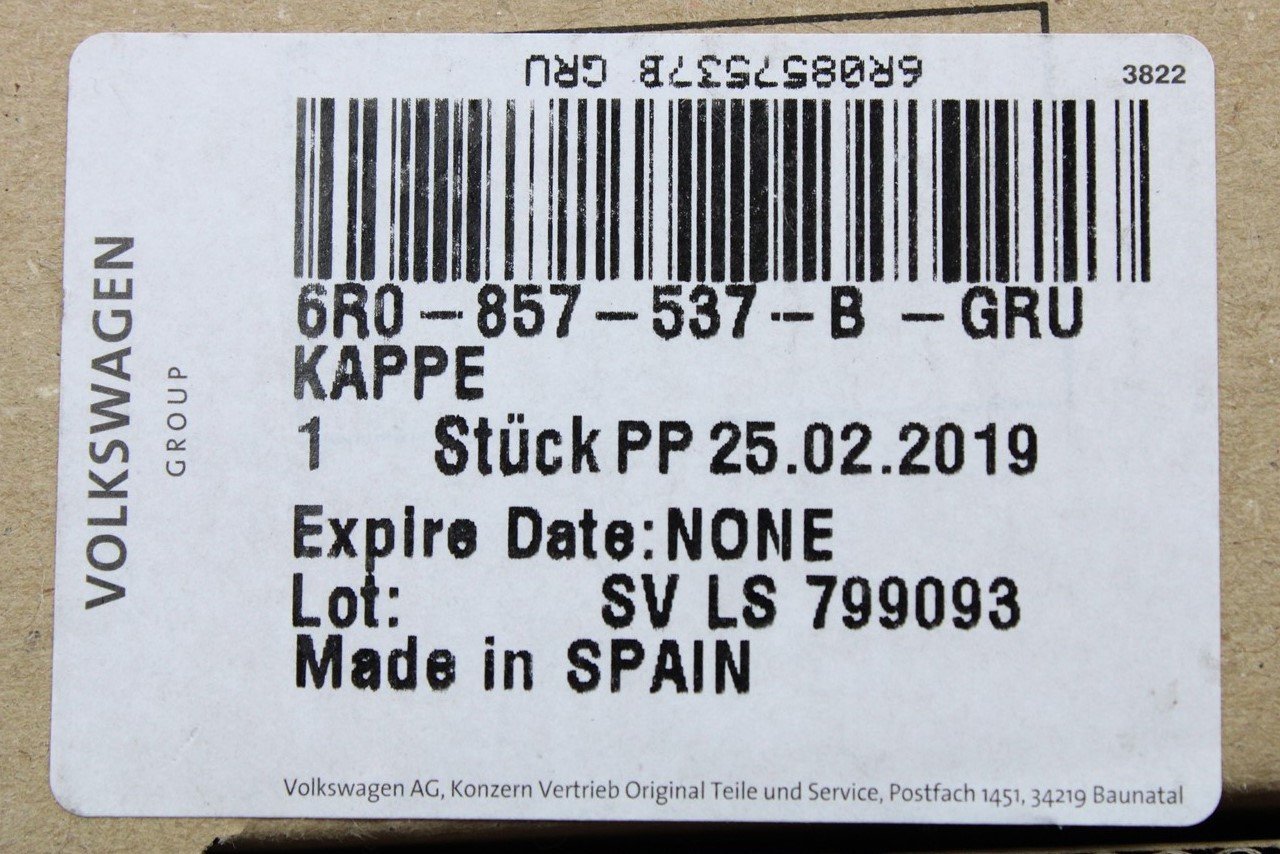 6R0857537B GRU
3822
6R0-857-537-B -GRU
KAPPE
1 Stück PP 25.02.2019
Expire Date:NONE
Lot: SV LS 799093
Made in SPAIN
VOLKSWAGEN
GROUP
Volkswagen AG, Konzern Vertrieb Original Teile und Service, Postfach 1451, 34219 Baunatal